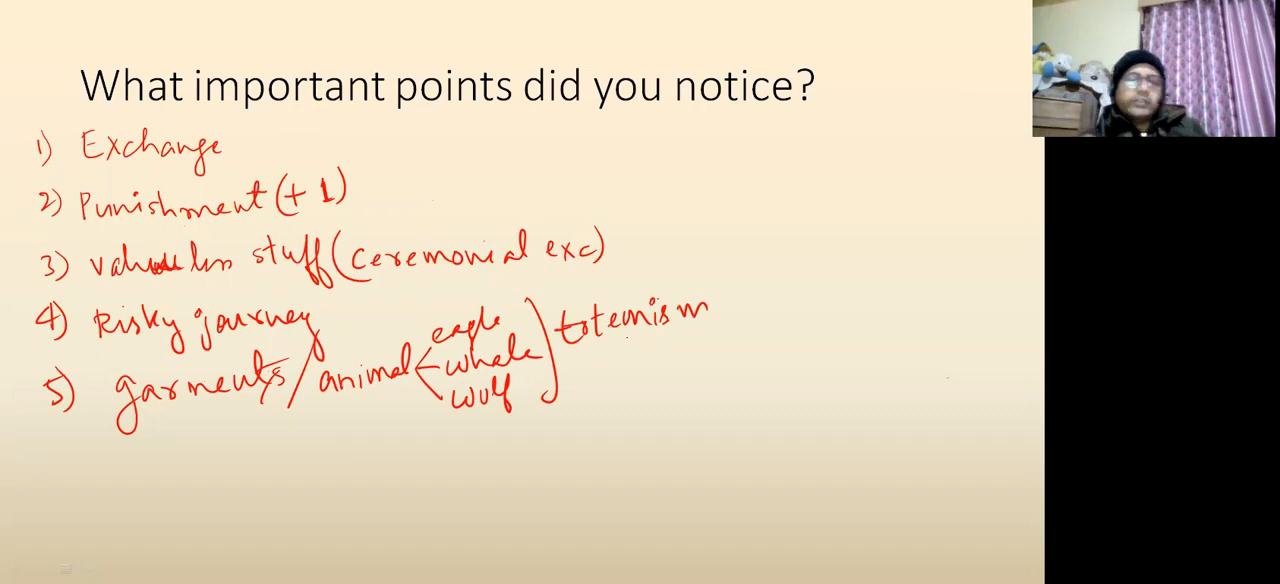 What important points did you notice?
1) Exchange
2) Punishment (+ 1)
3) valueless stuff (ceremonial exc)
4) Risky journey
5) garments / animal < eagle whale wolf } totemism